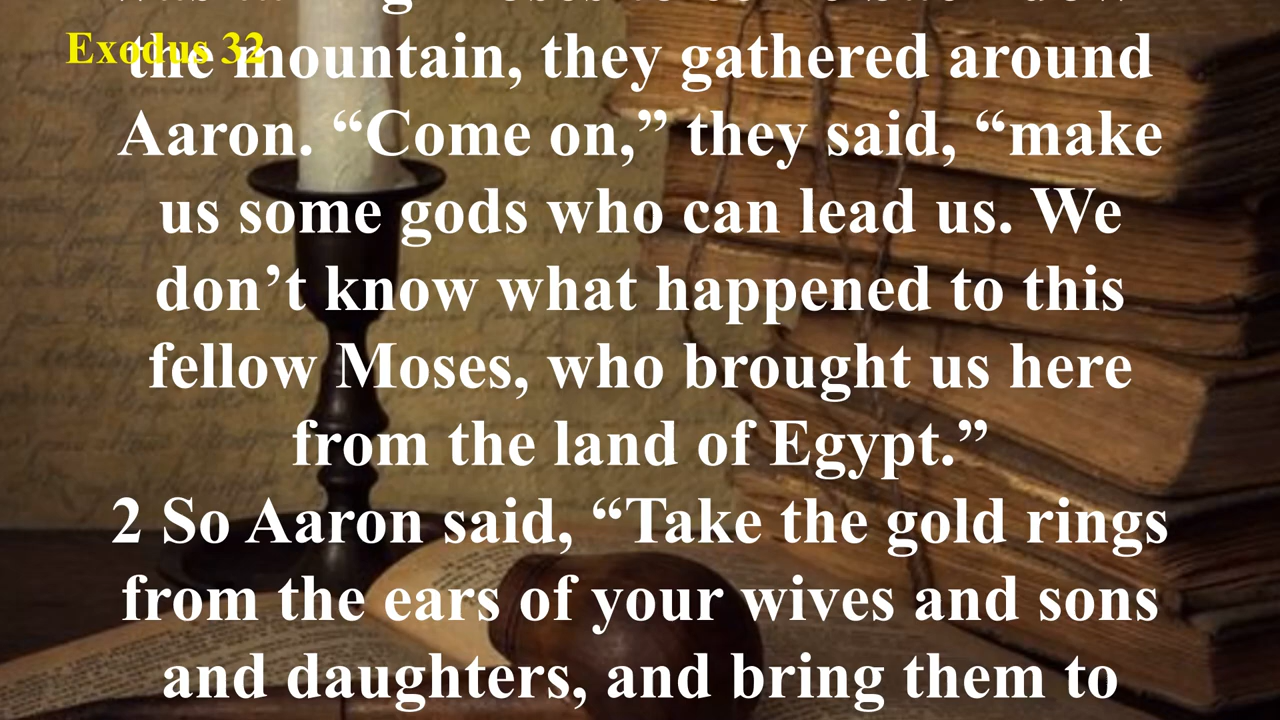 Exodus 32
the mountain, they gathered around
Aaron. “Come on,” they said, “make
us some gods who can lead us. We
don’t know what happened to this
fellow Moses, who brought us here
from the land of Egypt.”
2 So Aaron said, “Take the gold rings
from the ears of your wives and sons
and daughters, and bring them to